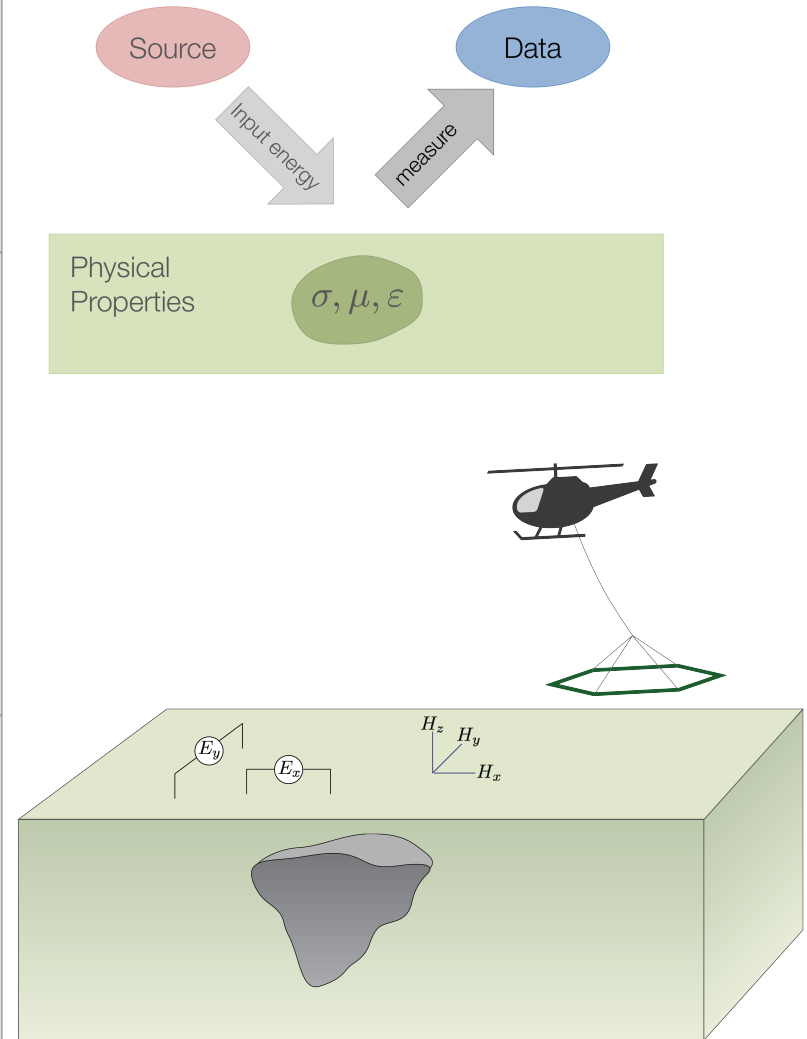 Source
Data
Input energy
measure
Physical
Properties
σ, μ, ε
H_z
H_y
E_y
E_x
H_x